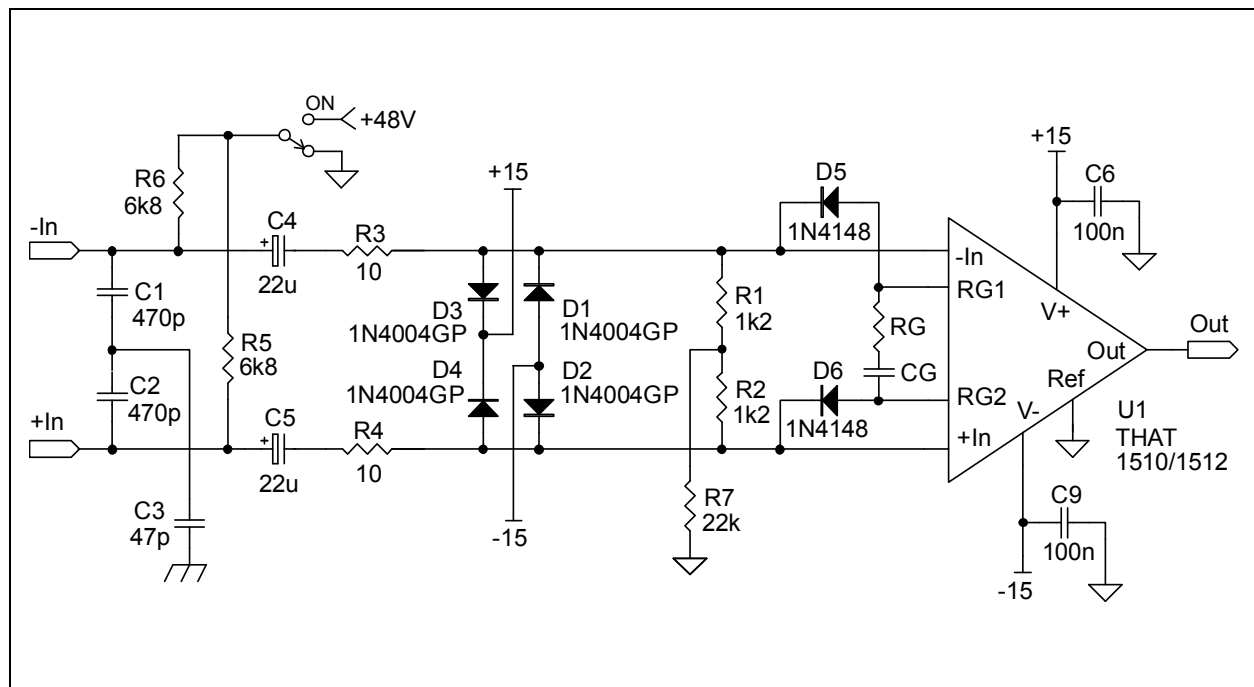 ON
+48V
R6
6k8
-In
C4
22u
R3
10
+15
D5
1N4148
+15
C6
100n
C1
470p
R5
6k8
D3
1N4004GP
D1
1N4004GP
D4
1N4004GP
D2
1N4004GP
R1
1k2
R2
1k2
RG
CG
D6
1N4148
-In
RG1
V+
Out
Ref
RG2
V-
+In
Out
U1
THAT
1510/1512
C2
470p
+In
C5
22u
R4
10
C3
47p
-15
R7
22k
C9
100n
-15